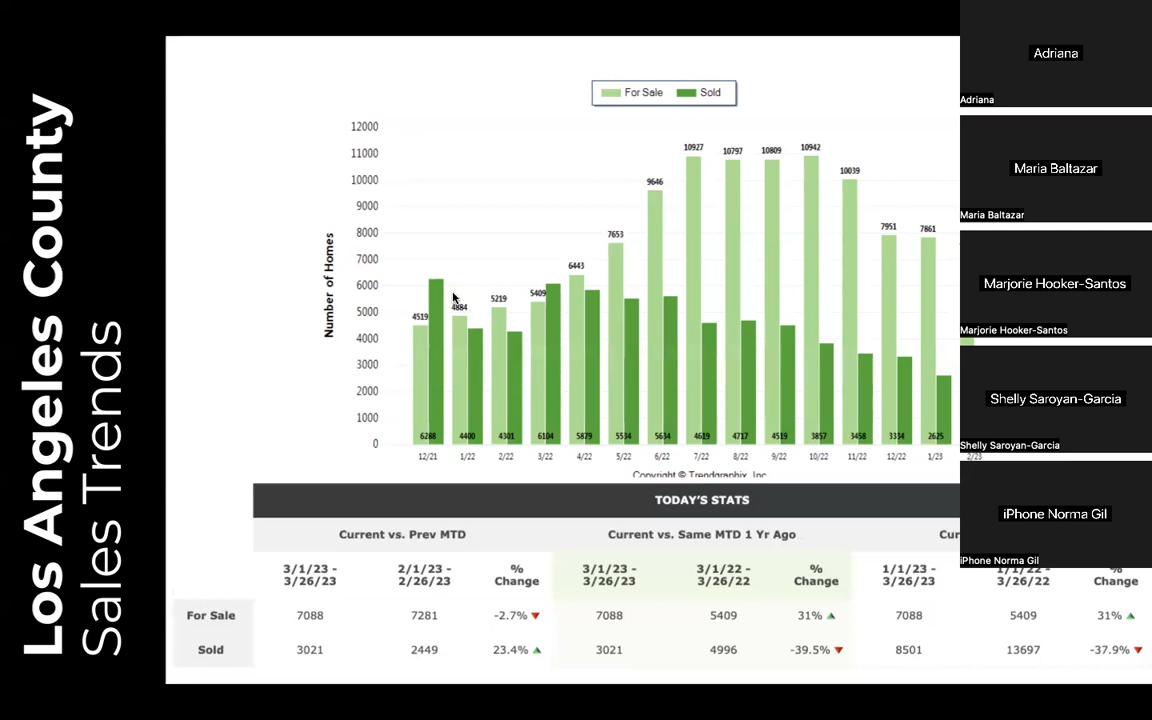 Los Angeles County
Sales Trends
For Sale Sold
Number of Homes
12000
11000
10000
9000
8000
7000
6000
5000
4000
3000
2000
1000
0
4519 4884 5219 5409 6443 7653 9646 10927 10797 10809 10942 10039 7951 7861
6288 4400 4301 6104 5879 5534 5634 4619 4717 4519 3857 3458 3334 2625
12/21 1/22 2/22 3/22 4/22 5/22 6/22 7/22 8/22 9/22 10/22 11/22 12/22 1/23 2/23
Copyright © Trendgraphix, Inc.
TODAY'S STATS
Current vs. Prev MTD Current vs. Same MTD 1 Yr Ago Cur
3/1/23 - 3/26/23 2/1/23 - 2/26/23 % Change 3/1/23 - 3/26/23 3/1/22 - 3/26/22 % Change 1/1/23 - 3/26/23 1/1/22 - 3/26/22 % Change
For Sale 7088 7281 -2.7% 7088 5409 31% 7088 5409 31%
Sold 3021 2449 23.4% 3021 4996 -39.5% 8501 13697 -37.9%
Adriana
Adriana
Maria Baltazar
Maria Baltazar
Marjorie Hooker-Santos
Marjorie Hooker-Santos
Shelly Saroyan-Garcia
Shelly Saroyan-Garcia
iPhone Norma Gil
iPhone Norma Gil